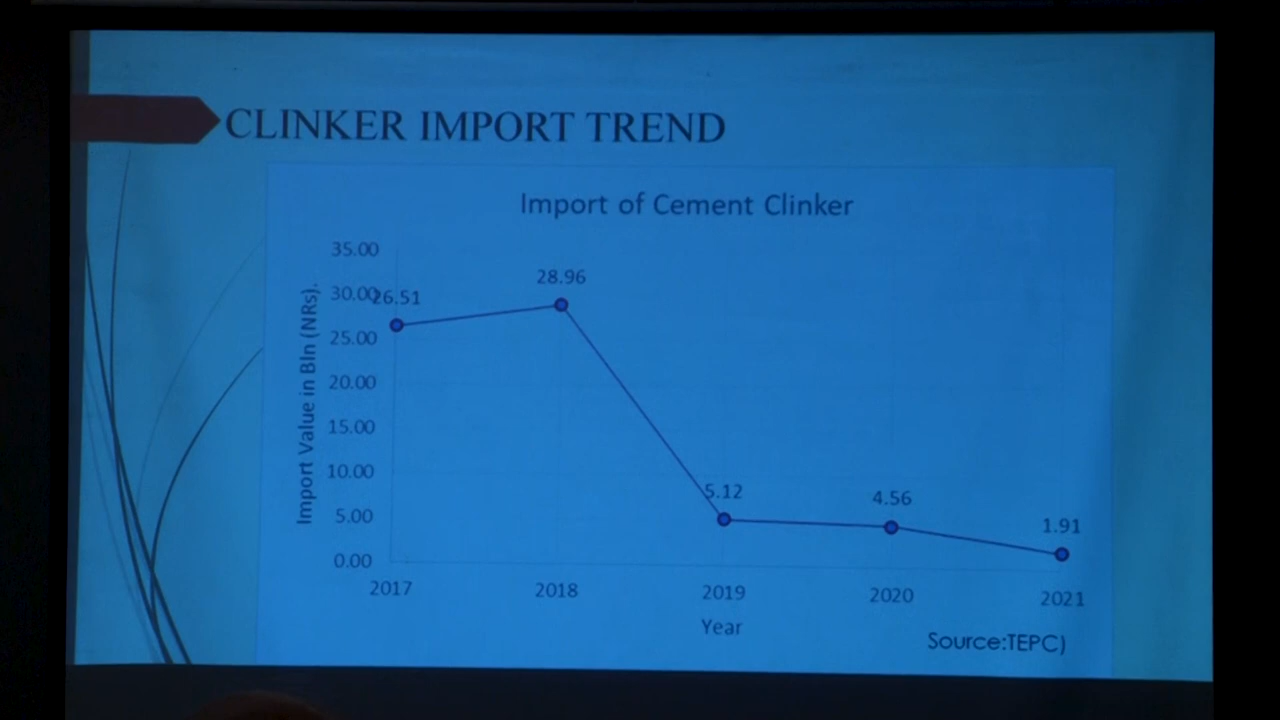 CLINKER IMPORT TREND
Import of Cement Clinker
Import Value in Bln (NRs).
35.00
30.00
25.00
20.00
15.00
10.00
5.00
0.00
26.51
28.96
5.12
4.56
1.91
2017 2018 2019 2020 2021
Year
Source:TEPC)